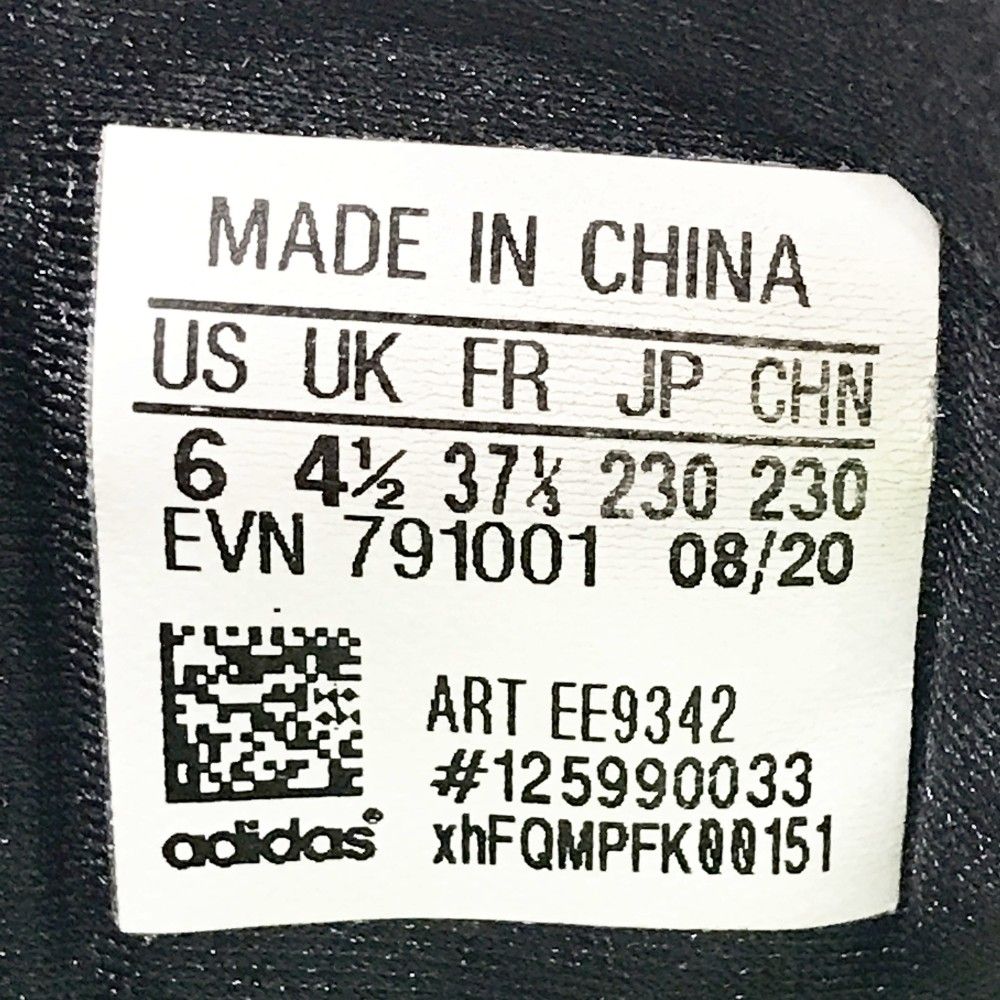 MADE IN CHINA
US UK FR JP CHN
6 4½ 37⅓ 230 230
EVN 791001 08/20
ART EE9342
#125990033
adidas® xhFQMPFK00151